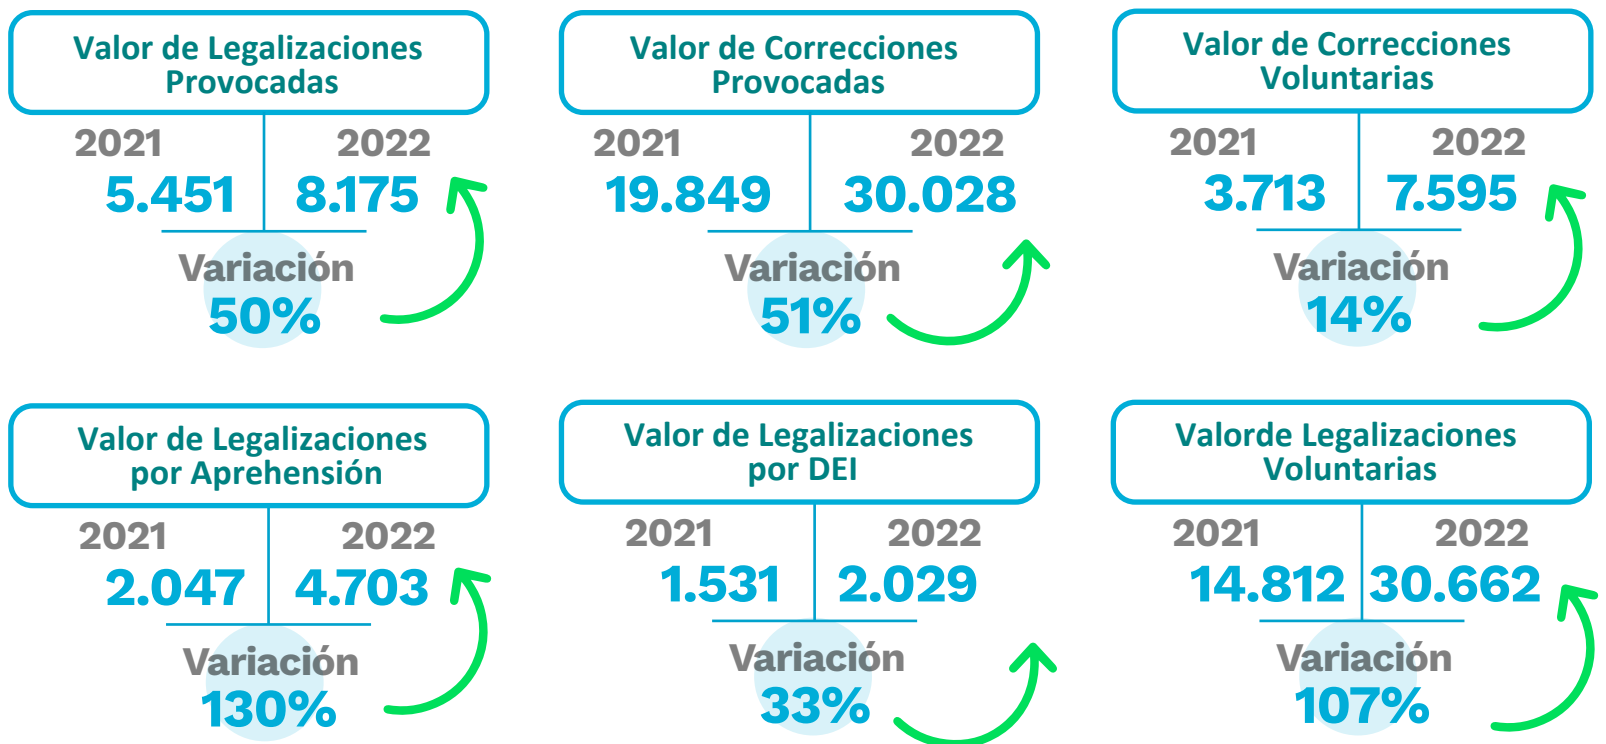 Valor de Legalizaciones
Provocadas
2021
2022
5.451
8.175
Variación
50%
Valor de Correcciones
Provocadas
2021
2022
19.849
30.028
Variación
51%
Valor de Correcciones
Voluntarias
2021
2022
3.713
7.595
Variación
14%
Valor de Legalizaciones
por Aprehensión
2021
2022
2.047
4.703
Variación
130%
Valor de Legalizaciones
por DEI
2021
2022
1.531
2.029
Variación
33%
Valorde Legalizaciones
Voluntarias
2021
2022
14.812
30.662
Variación
107%